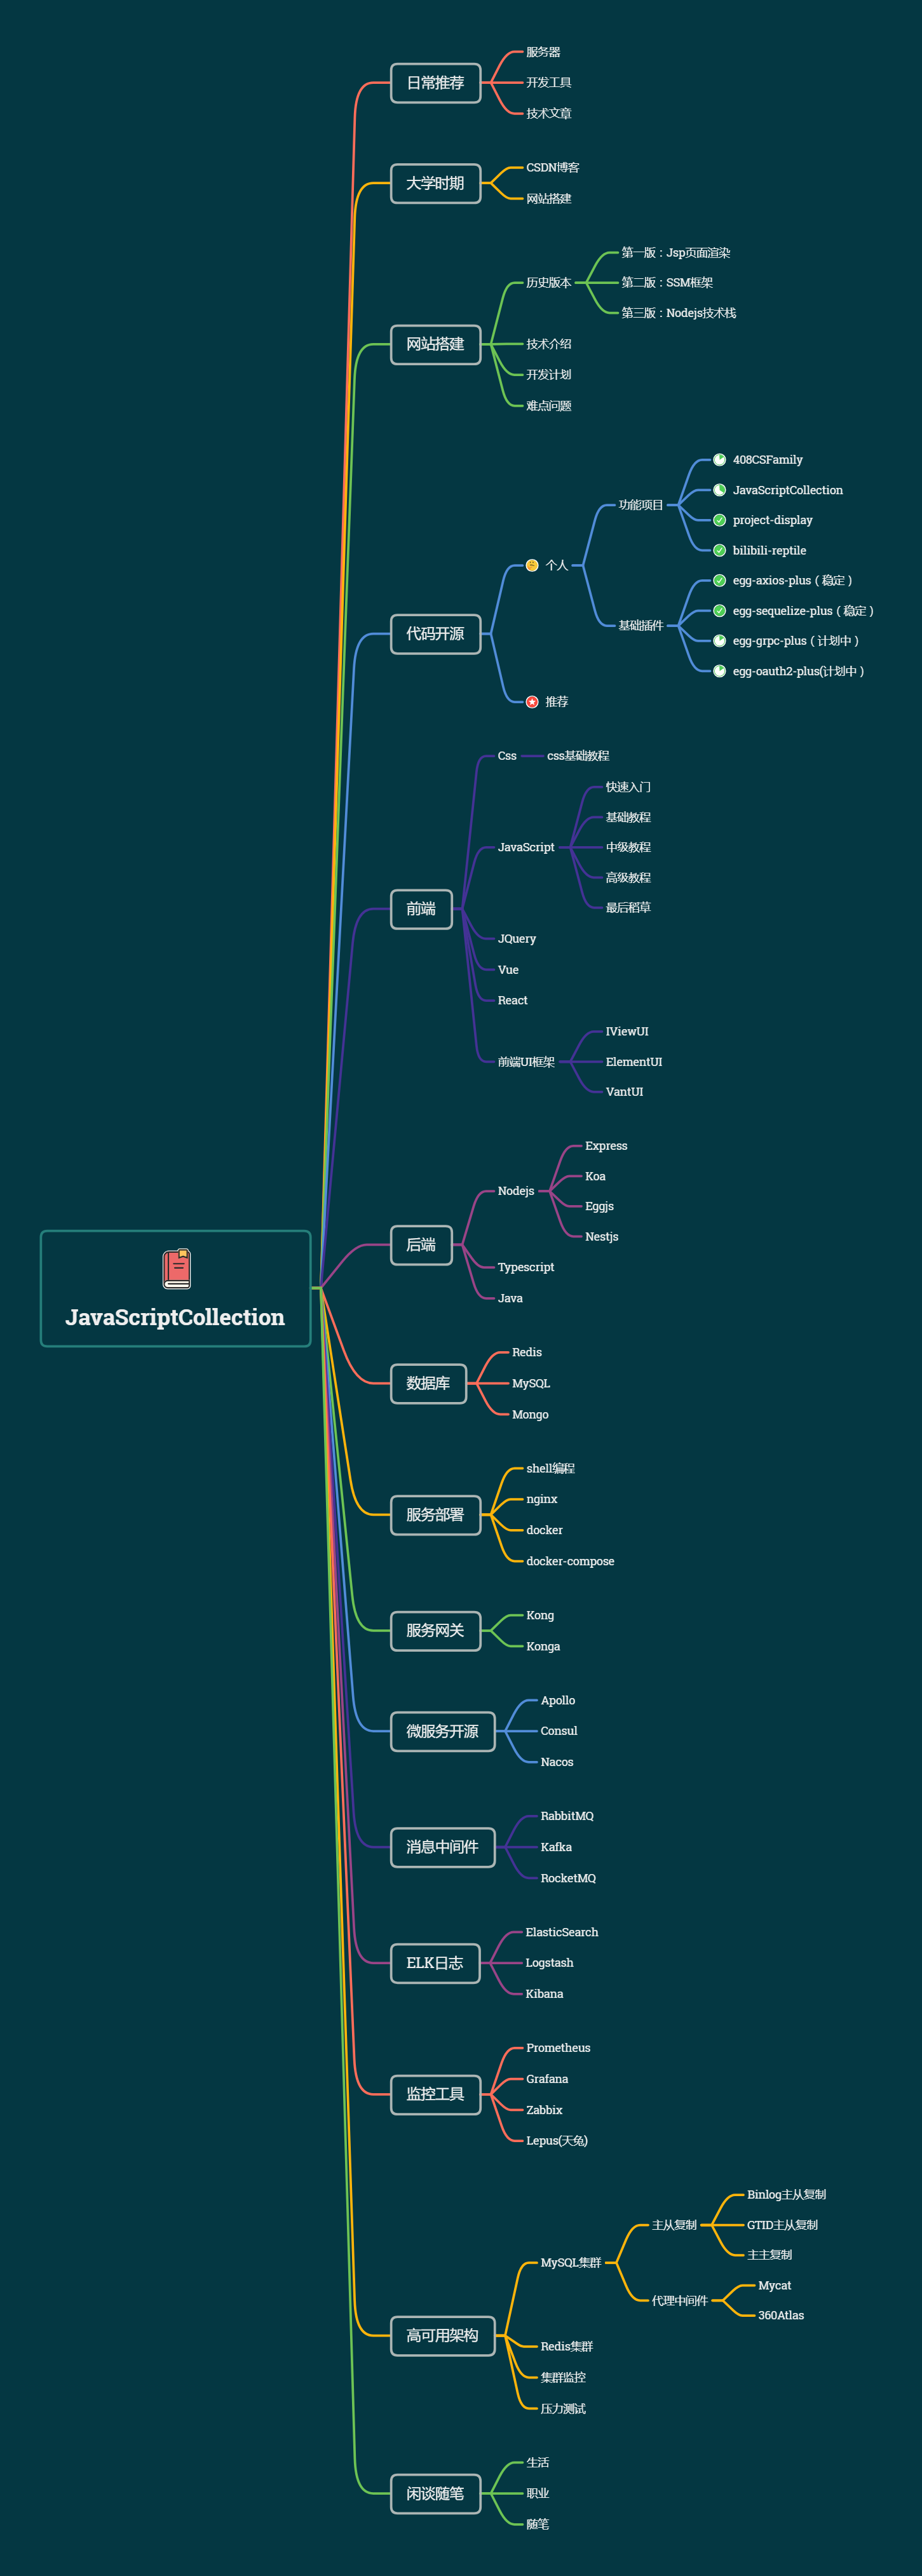 JavaScriptCollection
日常推荐
服务器
开发工具
技术文章
大学时期
CSDN博客
网站搭建
网站搭建
历史版本
第一版：Jsp页面渲染
第二版：SSM框架
第三版：Nodejs技术栈
技术介绍
开发计划
难点问题
代码开源
个人
功能项目
408CSFamily
JavaScriptCollection
project-display
bilibili-reptile
基础插件
egg-axios-plus（稳定）
egg-sequelize-plus（稳定）
egg-grpc-plus（计划中）
egg-oauth2-plus(计划中）
推荐
前端
Css
css基础教程
JavaScript
快速入门
基础教程
中级教程
高级教程
最后稻草
JQuery
Vue
React
前端UI框架
IViewUI
ElementUI
VantUI
后端
Nodejs
Express
Koa
Eggjs
Nestjs
Typescript
Java
数据库
Redis
MySQL
Mongo
服务部署
shell编程
nginx
docker
docker-compose
服务网关
Kong
Konga
微服务开源
Apollo
Consul
Nacos
消息中间件
RabbitMQ
Kafka
RocketMQ
ELK日志
ElasticSearch
Logstash
Kibana
监控工具
Prometheus
Grafana
Zabbix
Lepus(天兔)
高可用架构
MySQL集群
主从复制
Binlog主从复制
GTID主从复制
主主复制
代理中间件
Mycat
360Atlas
Redis集群
集群监控
压力测试
闲谈随笔
生活
职业
随笔